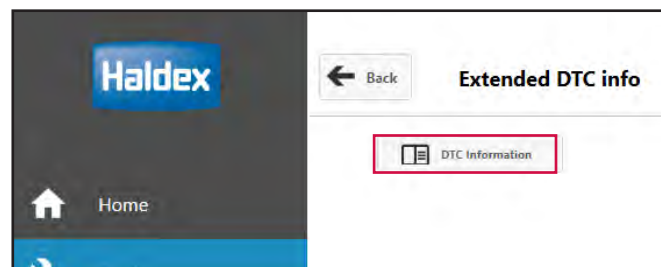 Haldex
Back
Extended DTC info
DTC Information
Home